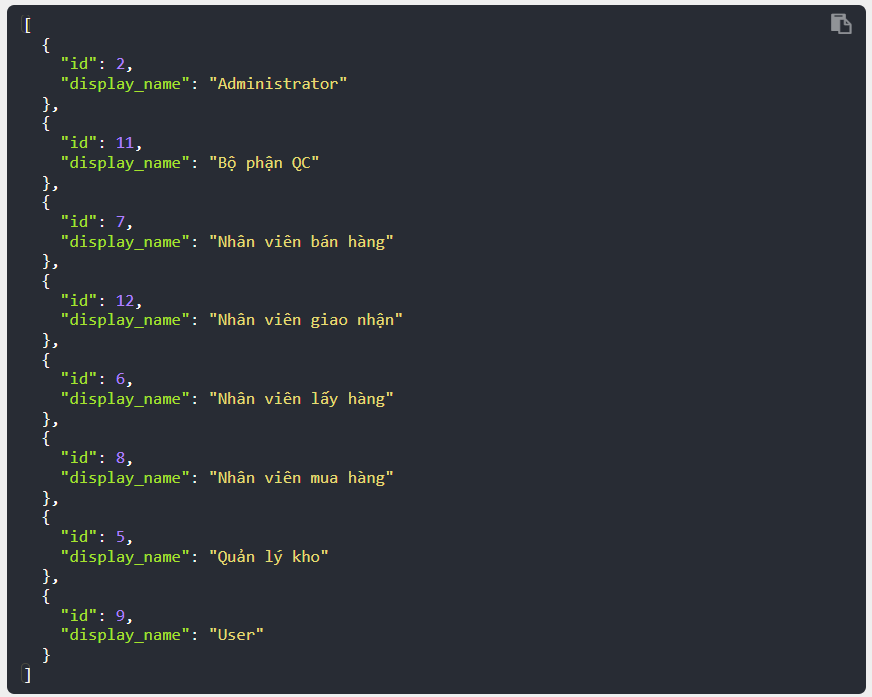 [
  {
    "id": 2,
    "display_name": "Administrator"
  },
  {
    "id": 11,
    "display_name": "Bộ phận QC"
  },
  {
    "id": 7,
    "display_name": "Nhân viên bán hàng"
  },
  {
    "id": 12,
    "display_name": "Nhân viên giao nhận"
  },
  {
    "id": 6,
    "display_name": "Nhân viên lấy hàng"
  },
  {
    "id": 8,
    "display_name": "Nhân viên mua hàng"
  },
  {
    "id": 5,
    "display_name": "Quản lý kho"
  },
  {
    "id": 9,
    "display_name": "User"
  }
]